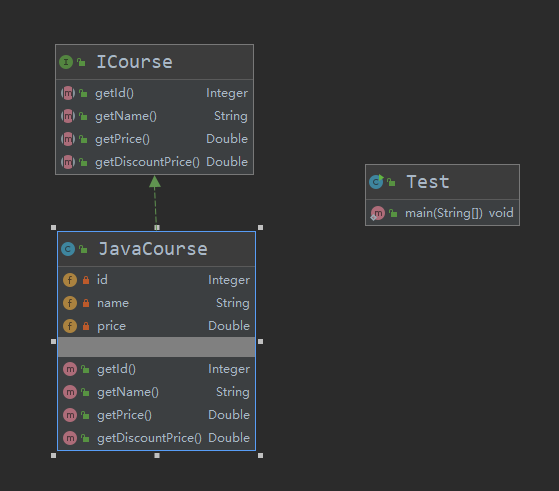 ICourse
getId() Integer
getName() String
getPrice() Double
getDiscountPrice() Double
Test
main(String[]) void
JavaCourse
id Integer
name String
price Double
getId() Integer
getName() String
getPrice() Double
getDiscountPrice() Double